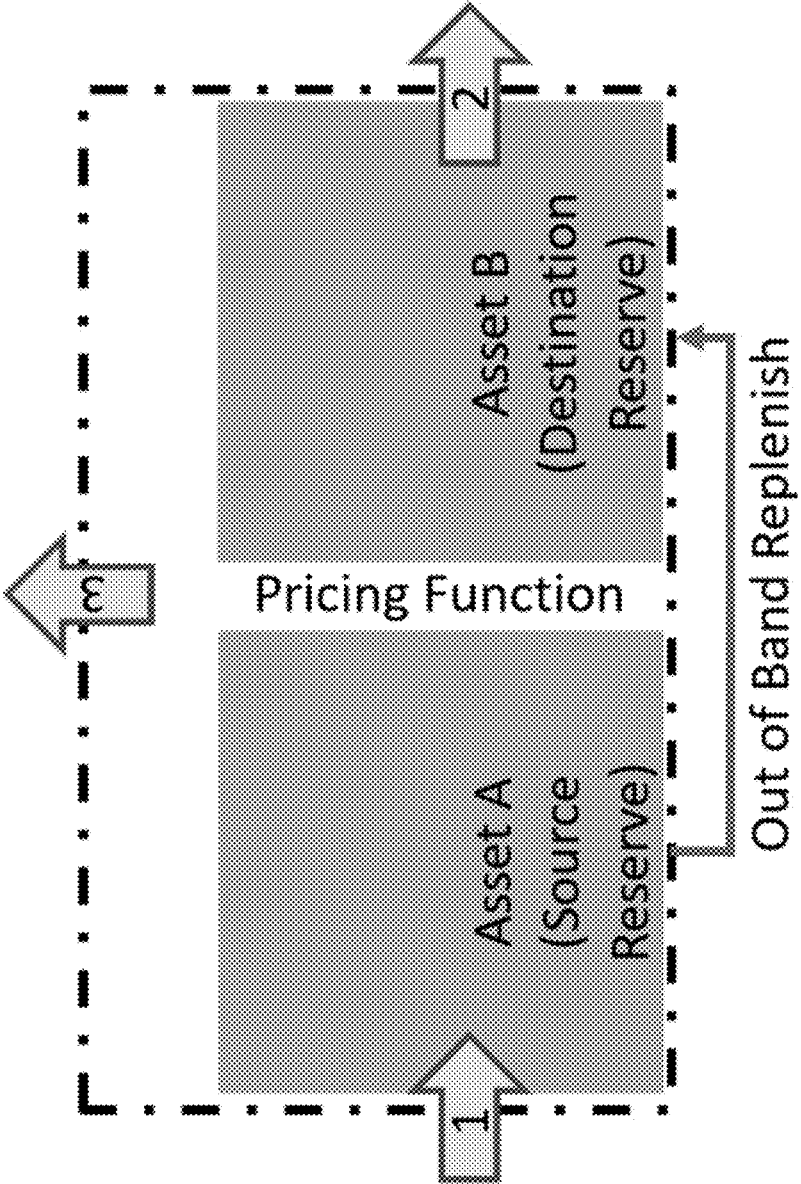 3
1
Asset A
(Source
Reserve)
Pricing Function
Asset B
(Destination
Reserve)
2
Out of Band Replenish